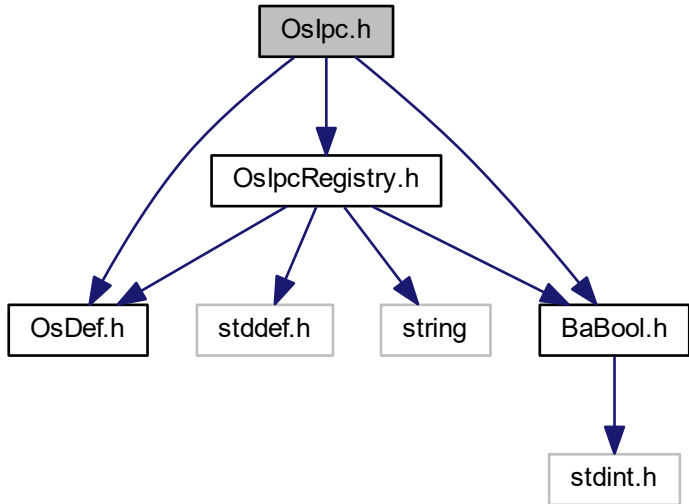 OsIpc.h
OsIpcRegistry.h
OsDef.h
stddef.h
string
BaBool.h
stdint.h